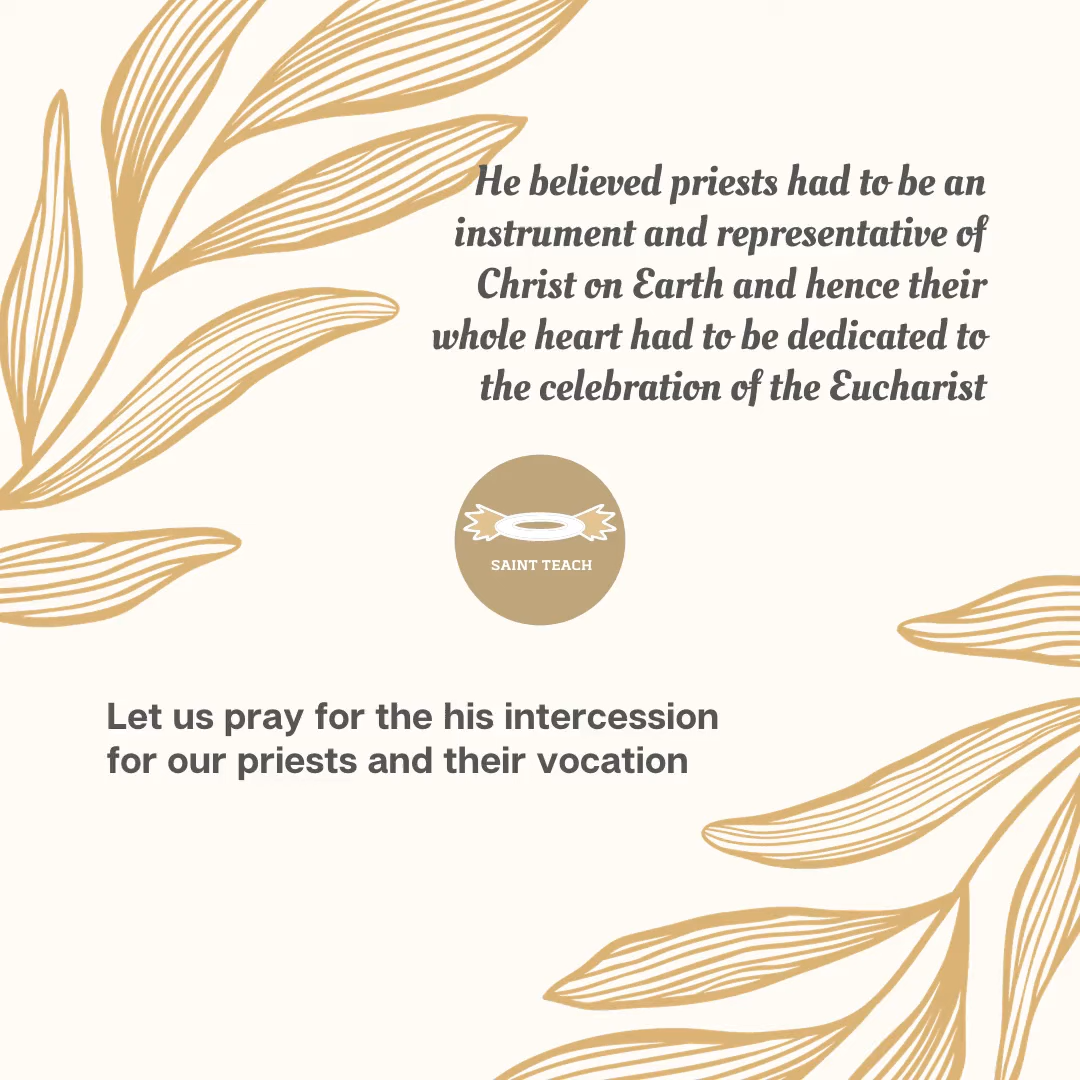 He believed priests had to be an
instrument and representative of
Christ on Earth and hence their
whole heart had to be dedicated to
the celebration of the Eucharist
SAINT TEACH
Let us pray for the his intercession
for our priests and their vocation